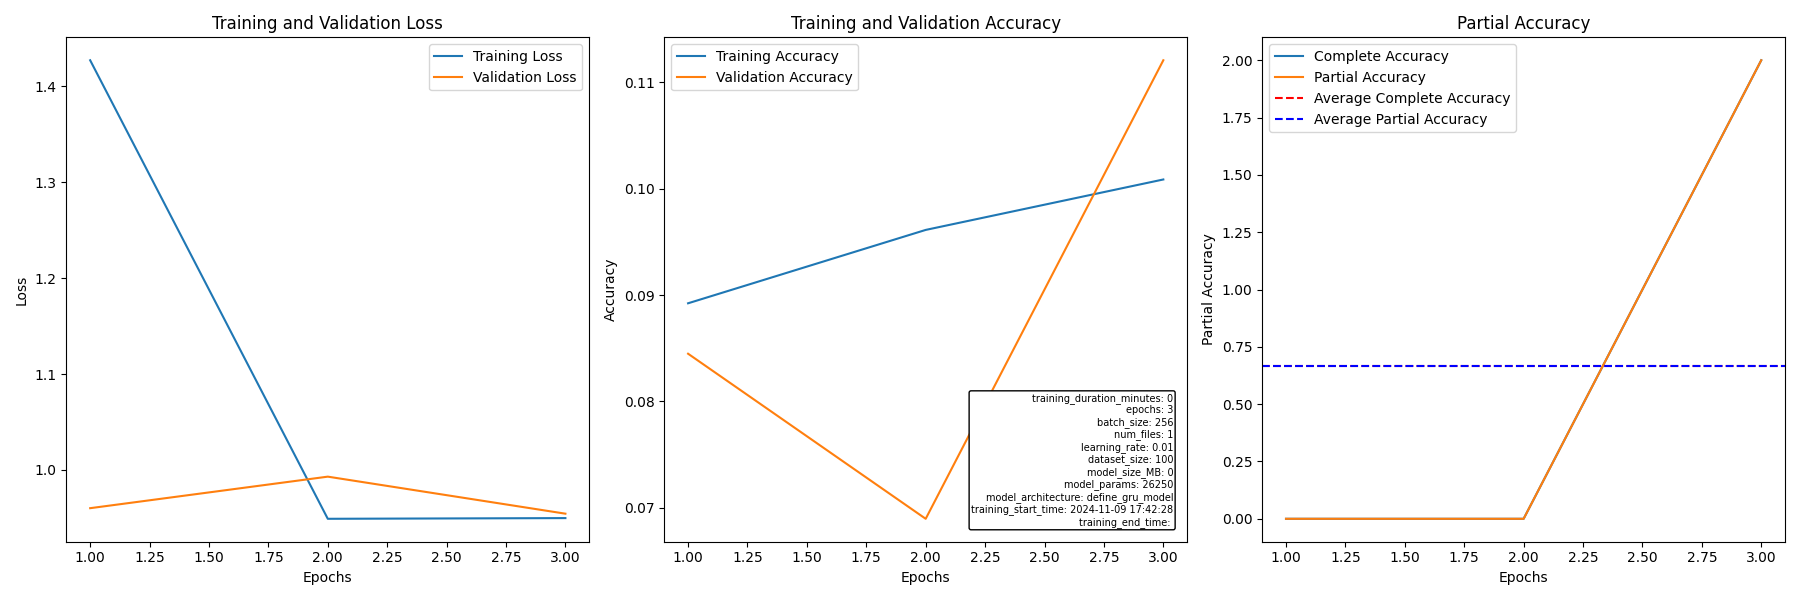 Training and Validation Loss
Training Loss
Validation Loss
1.4
1.3
1.2
1.1
1.0
Loss
1.00
1.25
1.50
1.75
2.00
2.25
2.50
2.75
3.00
Epochs
Training and Validation Accuracy
Training Accuracy
Validation Accuracy
0.11
0.10
0.09
0.08
0.07
Accuracy
training_duration_minutes: 0
epochs: 3
batch_size: 256
num_files: 1
learning_rate: 0.01
dataset_size: 100
model_size_MB: 0
model_params: 26250
model_architecture: define_gru_model
training_start_time: 2024-11-09 17:42:28
training_end_time:
1.00
1.25
1.50
1.75
2.00
2.25
2.50
2.75
3.00
Epochs
Partial Accuracy
Complete Accuracy
Partial Accuracy
Average Complete Accuracy
Average Partial Accuracy
2.00
1.75
1.50
1.25
1.00
0.75
0.50
0.25
0.00
Partial Accuracy
1.00
1.25
1.50
1.75
2.00
2.25
2.50
2.75
3.00
Epochs